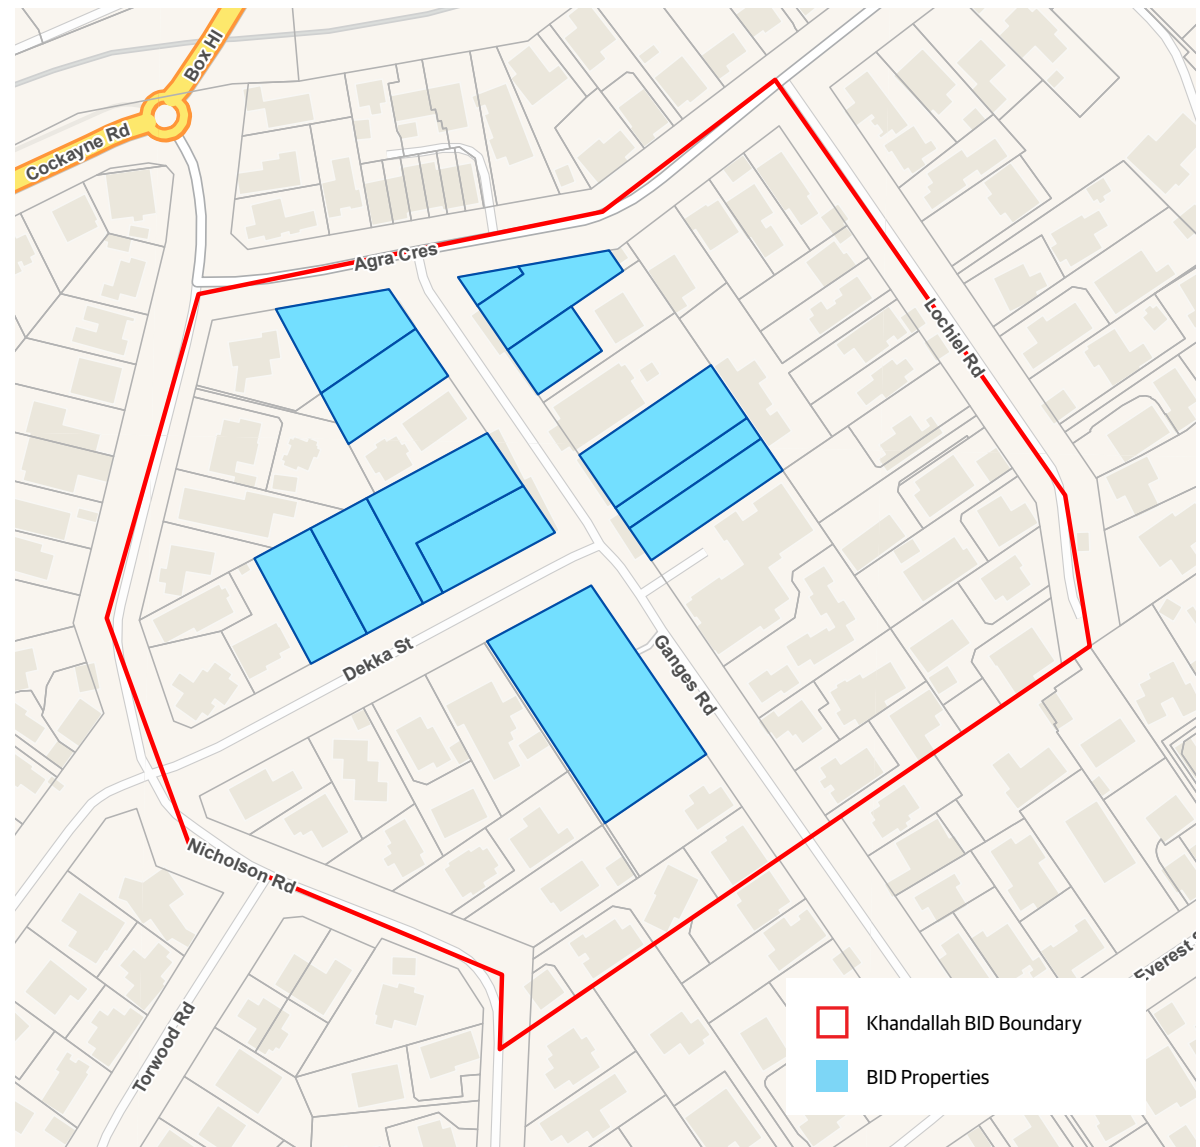 Box Hl
Cockayne Rd
Agra Cres
Lochiel Rd
Dekka St
Ganges Rd
Nicholson Rd
Everest S
Torwood Rd
Khandallah BID Boundary
BID Properties